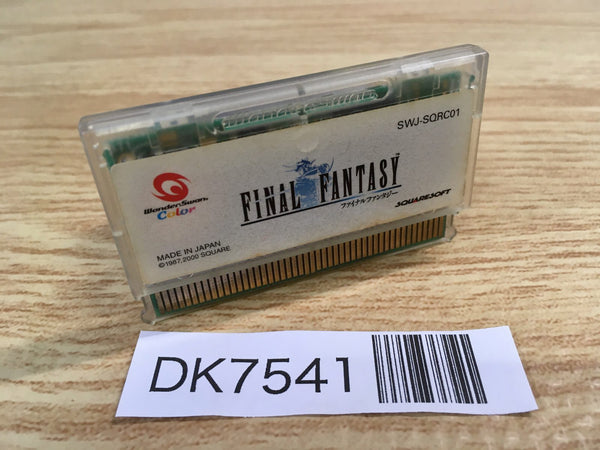 SWJ-SQRC01
WonderSwan
Color
FINAL FANTASY™
ファイナルファンタジー
SQUARESOFT
MADE IN JAPAN
©1987,2000 SQUARE
DK7541